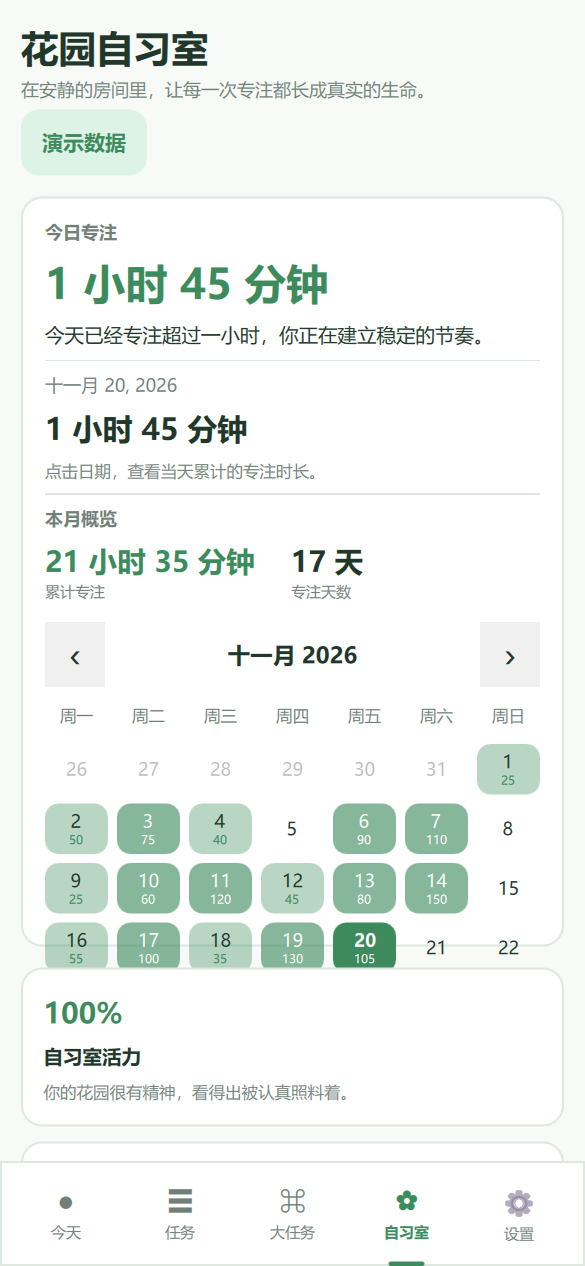 花园自习室
在安静的房间里，让每一次专注都长成真实的生命。
演示数据
今日专注
1 小时 45 分钟
今天已经专注超过一小时，你正在建立稳定的节奏。
十一月 20, 2026
1 小时 45 分钟
点击日期，查看当天累计的专注时长。
本月概览
21 小时 35 分钟 17 天
累计专注 专注天数
‹ 十一月 2026 ›
周一 周二 周三 周四 周五 周六 周日
26 27 28 29 30 31 1
25
2 3 4 5 6 7 8
50 75 40 90 110
9 10 11 12 13 14 15
25 60 120 45 80 150
16 17 18 19 20 21 22
55 100 35 130 105
100%
自习室活力
你的花园很有精神，看得出被认真照料着。
今天 任务 大任务 自习室 设置